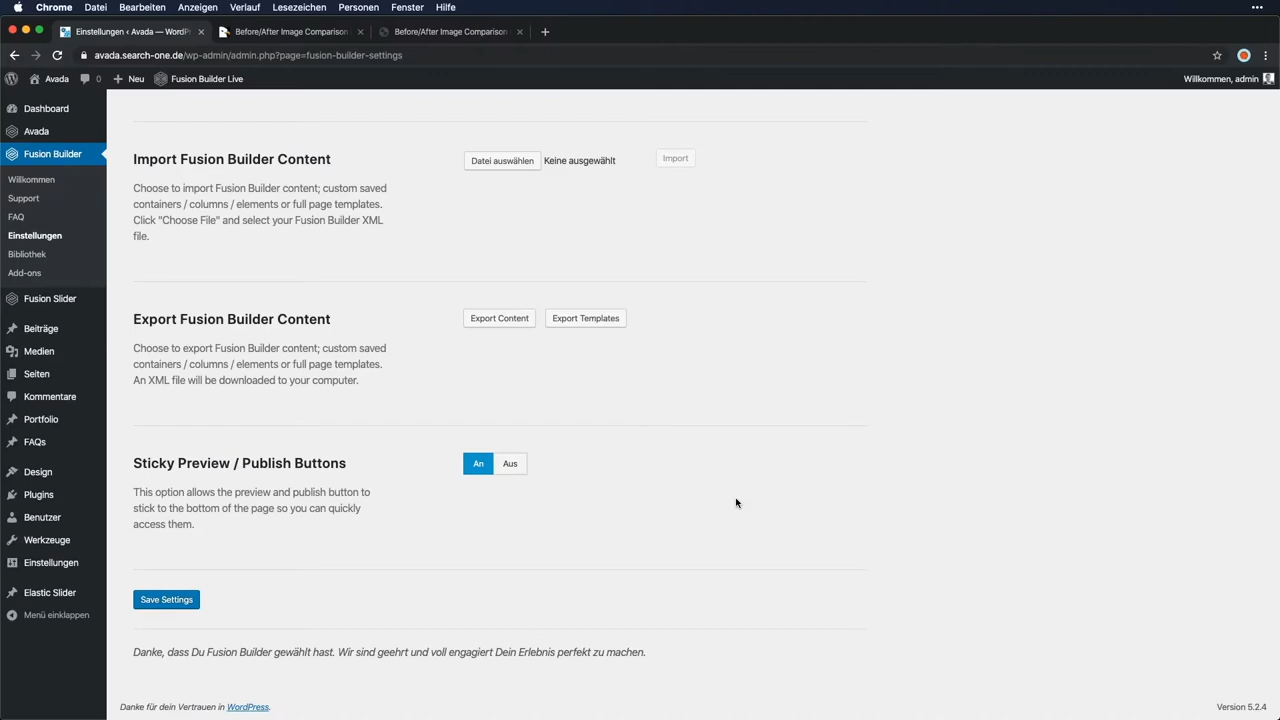 Chrome Datei Bearbeiten Anzeigen Verlauf Lesezeichen Personen Fenster Hilfe
Einstellungen ‹ Avada — WordPr Before/After Image Comparison Before/After Image Comparison
avada.search-one.de/wp-admin/admin.php?page=fusion-builder-settings
Avada 0 Neu Fusion Builder Live Willkommen, admin
Dashboard
Avada
Fusion Builder
Willkommen
Support
FAQ
Einstellungen
Bibliothek
Add-ons
Fusion Slider
Beiträge
Medien
Seiten
Kommentare
Portfolio
FAQs
Design
Plugins
Benutzer
Werkzeuge
Einstellungen
Elastic Slider
Menü einklappen
Import Fusion Builder Content
Choose to import Fusion Builder content; custom saved
containers / columns / elements or full page templates.
Click "Choose File" and select your Fusion Builder XML
file.
Datei auswählen Keine ausgewählt Import
Export Fusion Builder Content
Choose to export Fusion Builder content; custom saved
containers / columns / elements or full page templates.
An XML file will be downloaded to your computer.
Export Content Export Templates
Sticky Preview / Publish Buttons
This option allows the preview and publish button to
stick to the bottom of the page so you can quickly
access them.
An Aus
Save Settings
Danke, dass Du Fusion Builder gewählt hast. Wir sind geehrt und voll engagiert Dein Erlebnis perfekt zu machen.
Danke für dein Vertrauen in WordPress. Version 5.2.4